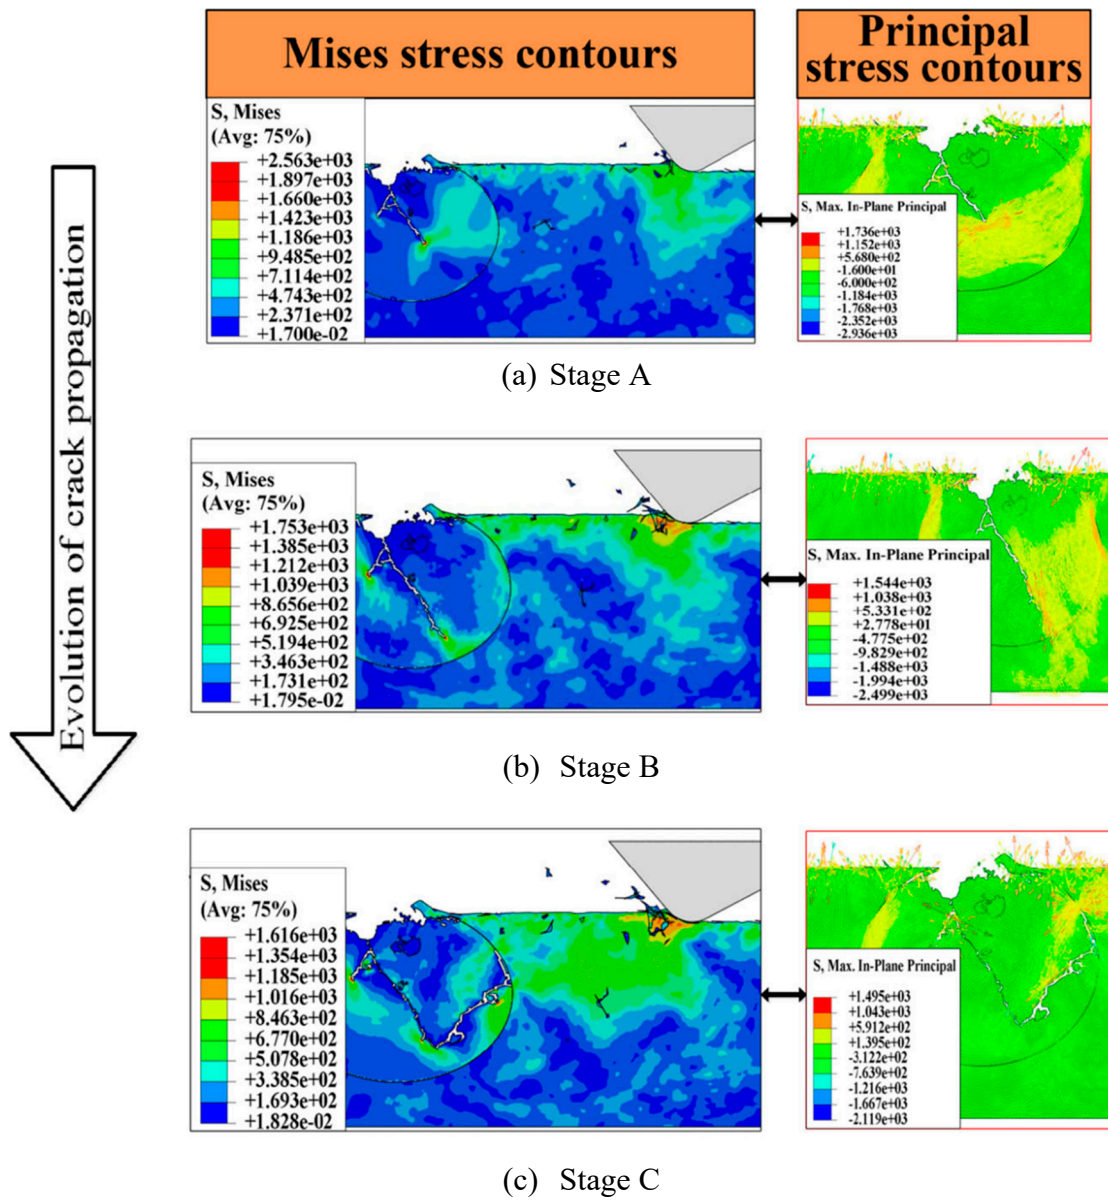 Mises stress contours
Principal
stress contours
Evolution of crack propagation
S, Mises
(Avg: 75%)
+2.563e+03
+1.897e+03
+1.660e+03
+1.423e+03
+1.186e+03
+9.485e+02
+7.114e+02
+4.743e+02
+2.371e+02
+1.700e-02
S, Max. In-Plane Principal
+1.736e+03
+1.152e+03
+5.680e+02
-1.600e+01
-6.000e+02
-1.184e+03
-1.768e+03
-2.352e+03
-2.936e+03
(a) Stage A
S, Mises
(Avg: 75%)
+1.753e+03
+1.385e+03
+1.212e+03
+1.039e+03
+8.656e+02
+6.925e+02
+5.194e+02
+3.463e+02
+1.731e+02
+1.795e-02
S, Max. In-Plane Principal
+1.544e+03
+1.038e+03
+5.331e+02
+2.778e+01
-4.775e+02
-9.829e+02
-1.488e+03
-1.994e+03
-2.499e+03
(b) Stage B
S, Mises
(Avg: 75%)
+1.616e+03
+1.354e+03
+1.185e+03
+1.016e+03
+8.463e+02
+6.770e+02
+5.078e+02
+3.385e+02
+1.693e+02
+1.828e-02
S, Max. In-Plane Principal
+1.495e+03
+1.043e+03
+5.912e+02
+1.395e+02
-3.122e+02
-7.639e+02
-1.216e+03
-1.667e+03
-2.119e+03
(c) Stage C